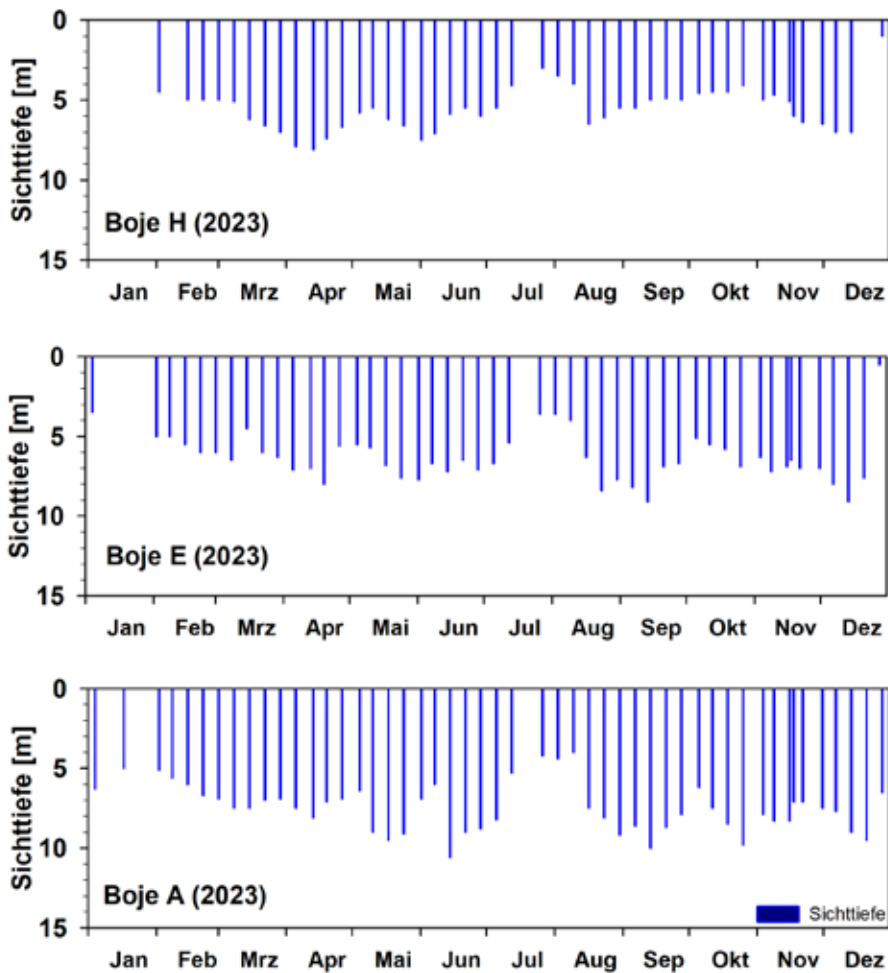 0
5
10
15
Sichttiefe [m]
Boje H (2023)
Jan Feb Mrz Apr Mai Jun Jul Aug Sep Okt Nov Dez
0
5
10
15
Sichttiefe [m]
Boje E (2023)
Jan Feb Mrz Apr Mai Jun Jul Aug Sep Okt Nov Dez
0
5
10
15
Sichttiefe [m]
Boje A (2023)
Sichttiefe
Jan Feb Mrz Apr Mai Jun Jul Aug Sep Okt Nov Dez